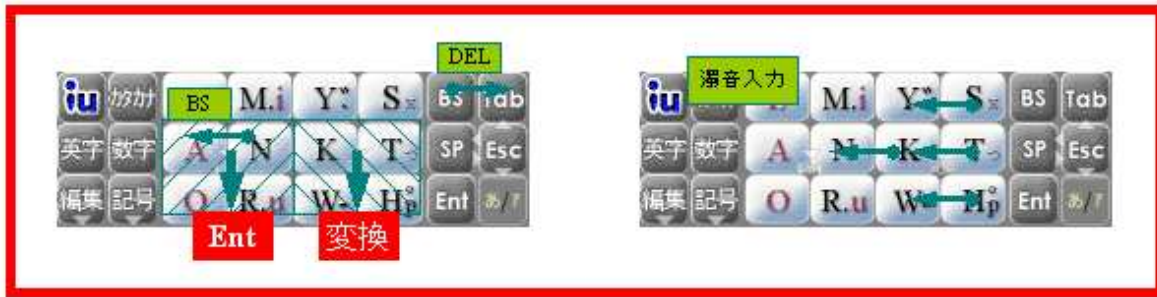 DEL
濁音入力
iu カタカナ BS M.i Y S BS Tab
iu M.i Y S BS Tab
英字 数字 A N K T SP Esc
英字 数字 A N K T SP Esc
編集 記号 O R.u W H p Ent あ/ア
編集 記号 O R.u W H p Ent あ/ア
Ent 変換